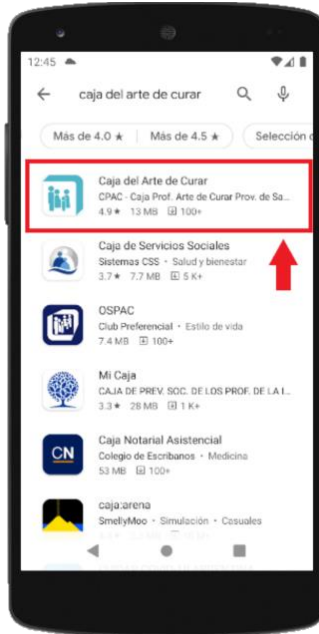 12:45
caja del arte de curar
Más de 4.0 ★
Más de 4.5 ★
Selección d
Caja del Arte de Curar
CPAC - Caja Prof. Arte de Curar Prov. de Sa...
4.9 ★ 13 MB 100+
Caja de Servicios Sociales
Sistemas CSS • Salud y bienestar
3.7 ★ 7.7 MB 5 K+
OSPAC
Club Preferencial • Estilo de vida
7.4 MB 100+
Mi Caja
CAJA DE PREV. SOC. DE LOS PROF. DE LA I...
3.3 ★ 28 MB 1 K+
CN
Caja Notarial Asistencial
Colegio de Escribanos • Medicina
53 MB 100+
caja:arena
SmellyMoo • Simulación • Casuales